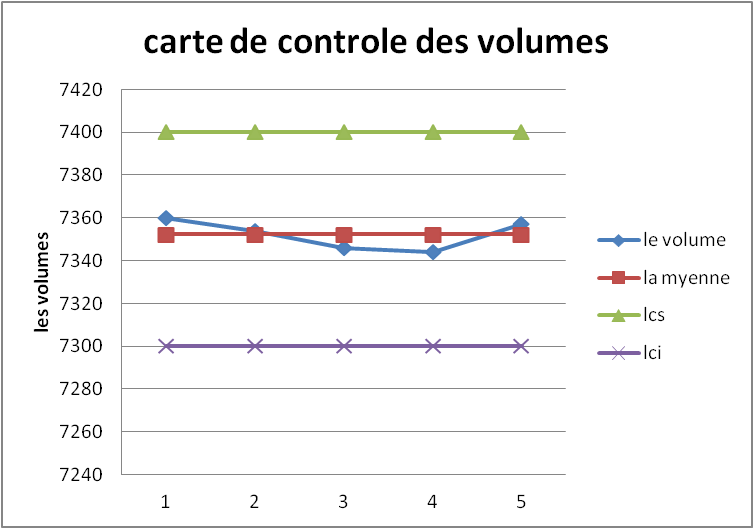 carte de controle des volumes
les volumes
7420
7400
7380
7360
7340
7320
7300
7280
7260
7240
1 2 3 4 5
le volume
la myenne
lcs
lci